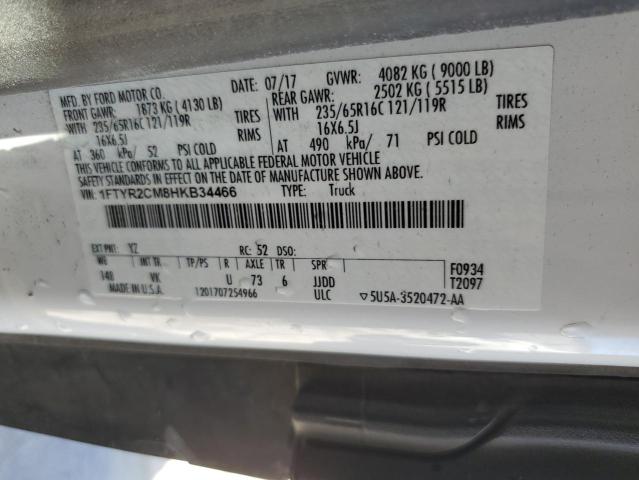 MFD. BY FORD MOTOR CO. DATE: 07/17 GVWR: 4082 KG ( 9000 LB)
FRONT GAWR: 1873 KG ( 4130 LB) REAR GAWR: 2502 KG ( 5515 LB)
WITH 235/65R16C 121/119R TIRES WITH 235/65R16C 121/119R TIRES
16X6.5J RIMS 16X6.5J RIMS
AT 360 kPa/ 52 PSI COLD AT 490 kPa/ 71 PSI COLD
THIS VEHICLE CONFORMS TO ALL APPLICABLE FEDERAL MOTOR VEHICLE
SAFETY STANDARDS IN EFFECT ON THE DATE OF MANUFACTURE SHOWN ABOVE.
VIN: 1FTYR2CM8HKB34466 TYPE: Truck
EXT PNT: YZ RC: 52 DSO:
WB INT TR TP/PS R AXLE TR SPR F0934
148 VK U 73 6 JJDD T2097
MADE IN U.S.A. 1201707254966 ULC ▽5U5A-3520472-AA